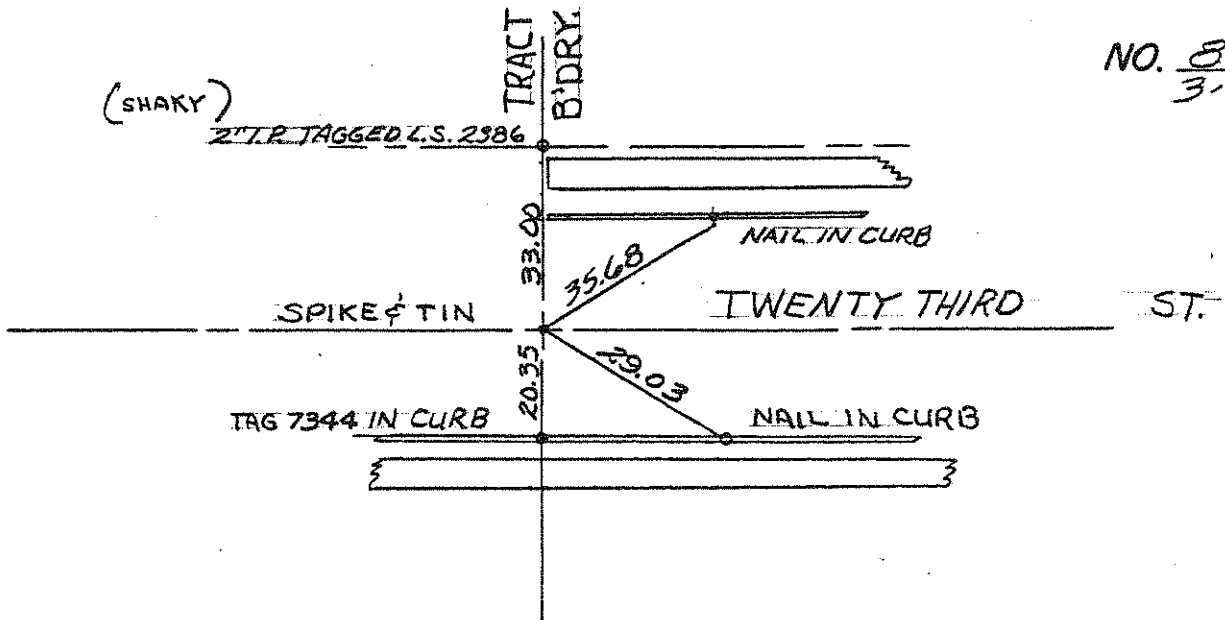 TRACT
B'DRY.
NO. 8
3,
(SHAKY)
2" I.P. TAGGED L.S. 2986
33.00
NAIL IN CURB
35.68
SPIKE & TIN
TWENTY THIRD ST.
20.35
29.03
TAG 7344 IN CURB
NAIL IN CURB